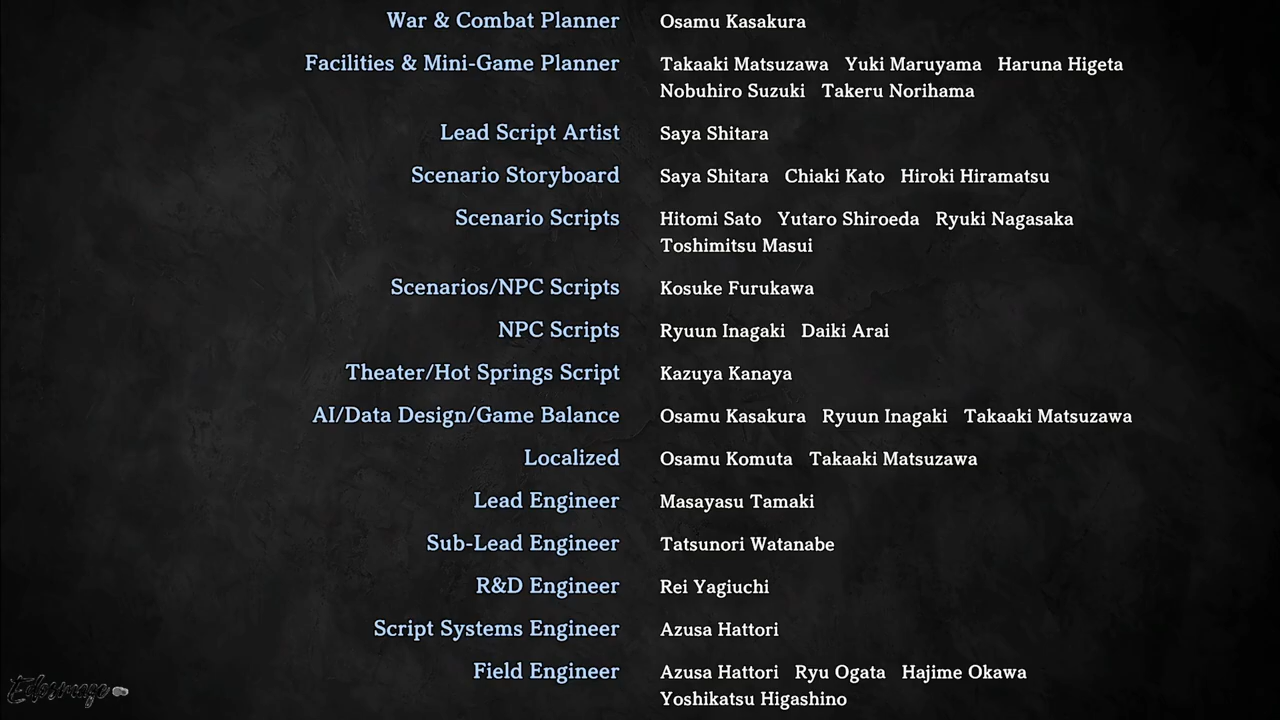 War & Combat Planner Osamu Kasakura
Facilities & Mini-Game Planner Takaaki Matsuzawa Yuki Maruyama Haruna Higeta
Nobuhiro Suzuki Takeru Norihama
Lead Script Artist Saya Shitara
Scenario Storyboard Saya Shitara Chiaki Kato Hiroki Hiramatsu
Scenario Scripts Hitomi Sato Yutaro Shiroeda Ryuki Nagasaka
Toshimitsu Masui
Scenarios/NPC Scripts Kosuke Furukawa
NPC Scripts Ryuun Inagaki Daiki Arai
Theater/Hot Springs Script Kazuya Kanaya
AI/Data Design/Game Balance Osamu Kasakura Ryuun Inagaki Takaaki Matsuzawa
Localized Osamu Komuta Takaaki Matsuzawa
Lead Engineer Masayasu Tamaki
Sub-Lead Engineer Tatsunori Watanabe
R&D Engineer Rei Yagiuchi
Script Systems Engineer Azusa Hattori
Field Engineer Azusa Hattori Ryu Ogata Hajime Okawa
Yoshikatsu Higashino